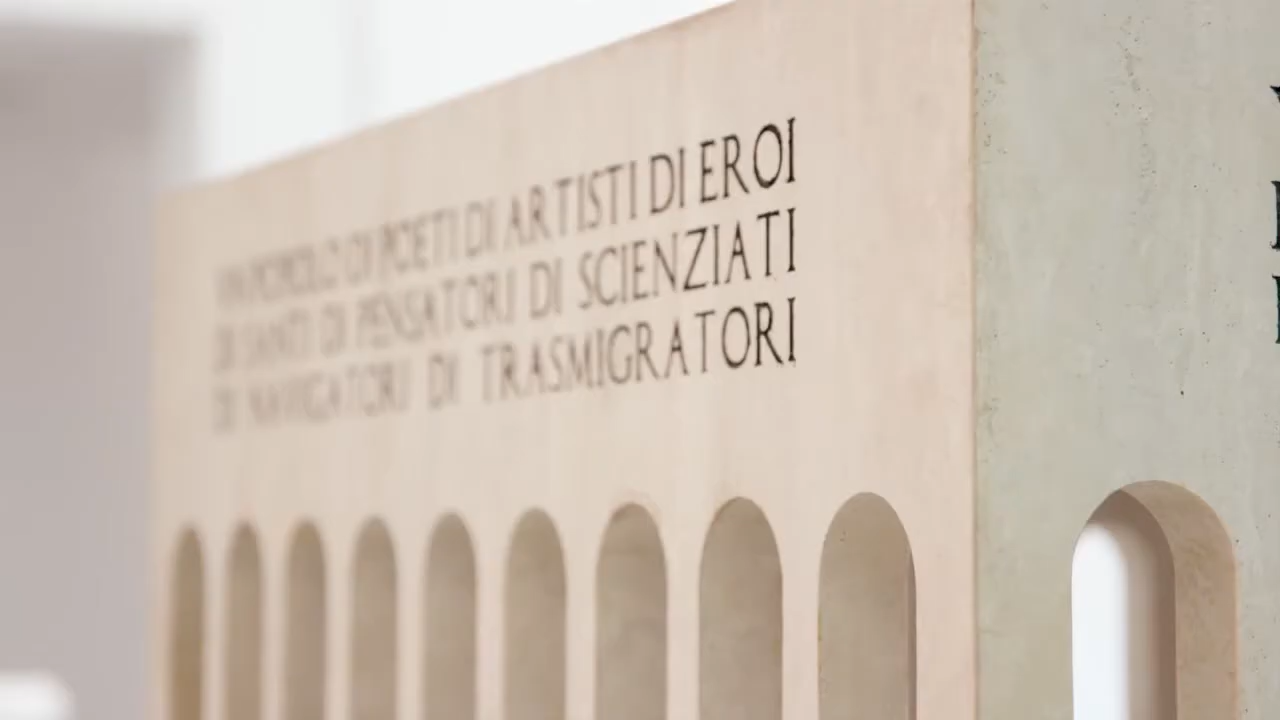 UN POPOLO DI POETI DI ARTISTI DI EROI
DI SANTI DI PENSATORI DI SCIENZIATI
DI NAVIGATORI DI TRASMIGRATORI